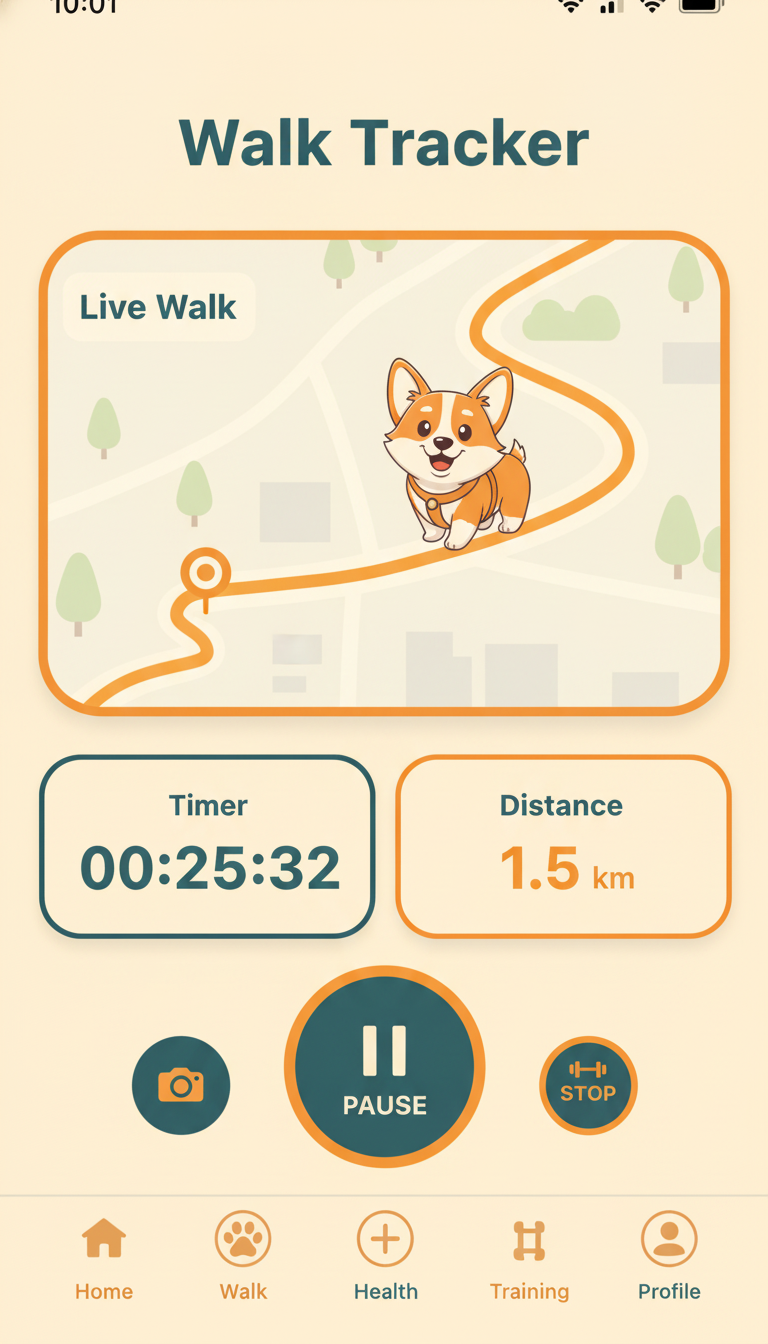 10:01
Walk Tracker
Live Walk
Timer
00:25:32
Distance
1.5 km
PAUSE
STOP
Home
Walk
Health
Training
Profile